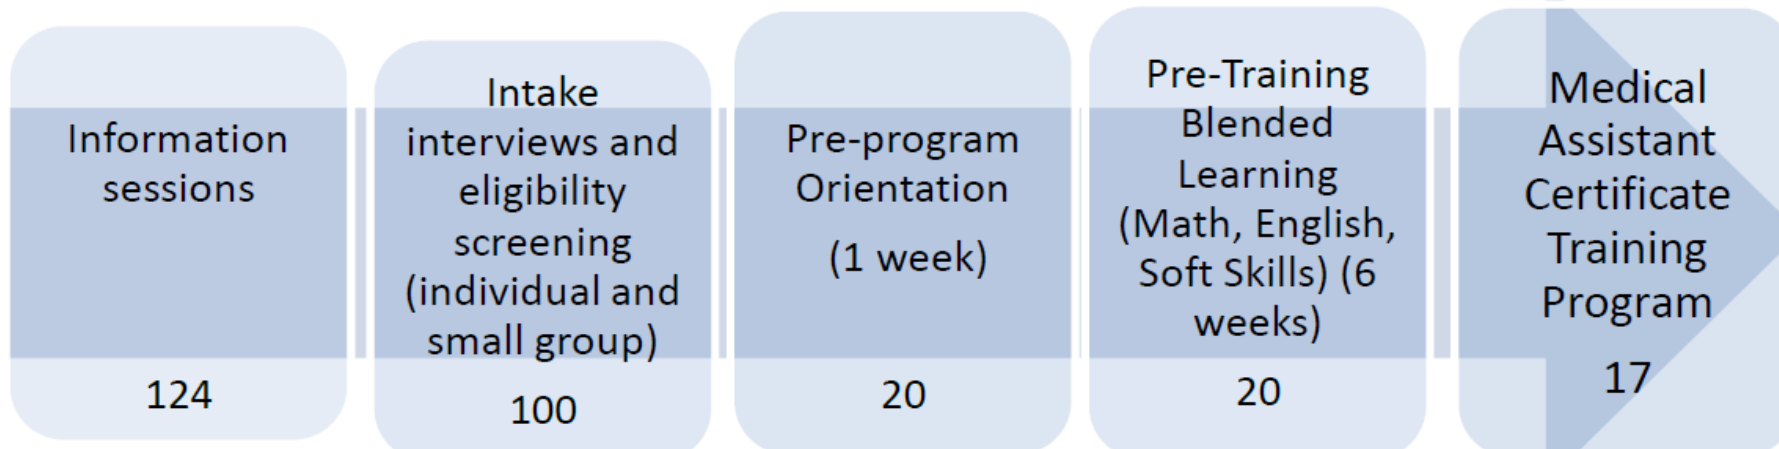 Information
sessions
124
Intake
interviews and
eligibility
screening
(individual and
small group)
100
Pre-program
Orientation
(1 week)
20
Pre-Training
Blended
Learning
(Math, English,
Soft Skills) (6
weeks)
20
Medical
Assistant
Certificate
Training
Program
17